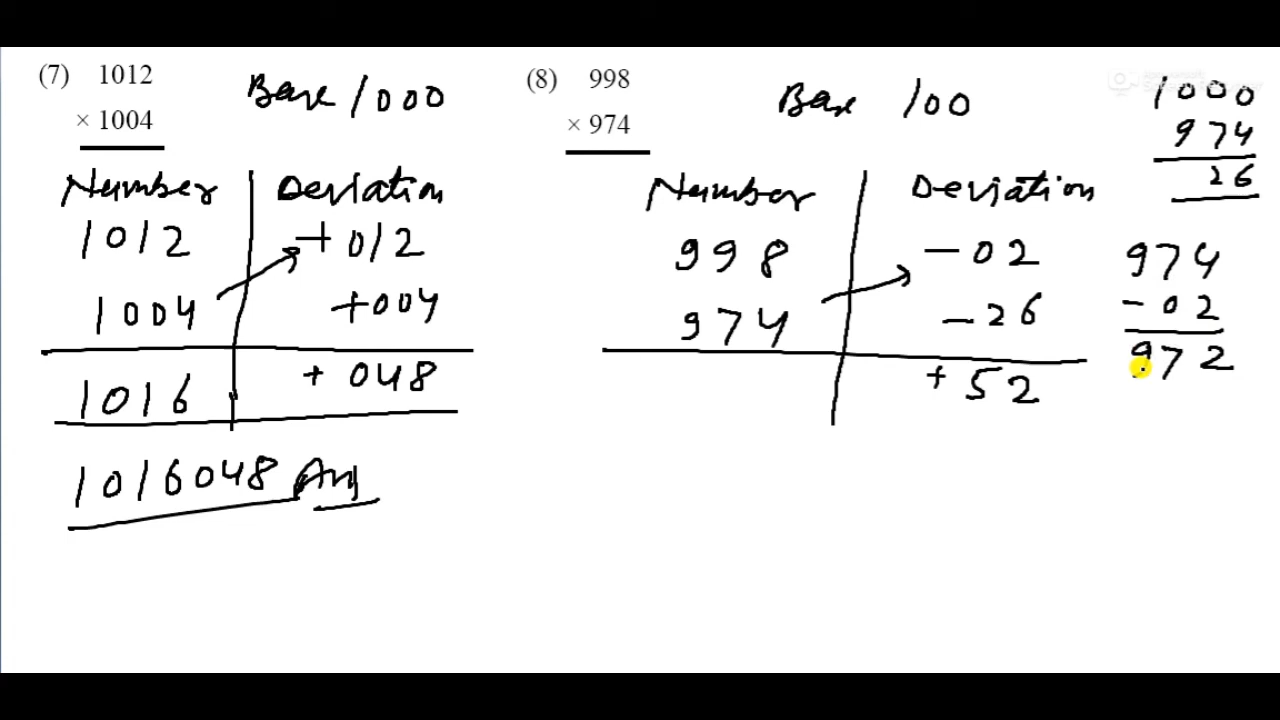 (7) 1012
× 1004
Base 1000
Number Deviation
1012 +012
1004 +004
1016 + 048
1016048 Ans
(8) 998
× 974
Base 100
Number Deviation
998 -02
974 -26
+ 52
1000
974
26
974
-02
972